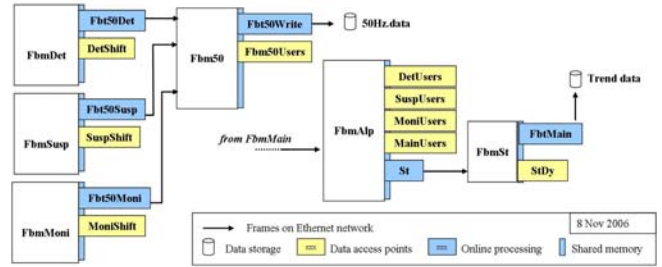 Fbt50Det
FbmDet
DetShift
Fbt50Susp
FbmSusp
SuspShift
Fbt50Moni
FbmMoni
MoniShift
Fbm50
Fbt50Write
Fbm50Users
50Hz.data
from FbmMain
FbmAlp
DetUsers
SuspUsers
MoniUsers
MainUsers
St
FbmSt
FbtMain
StDy
Trend data
Frames on Ethernet network
8 Nov 2006
Data storage
Data access points
Online processing
Shared memory